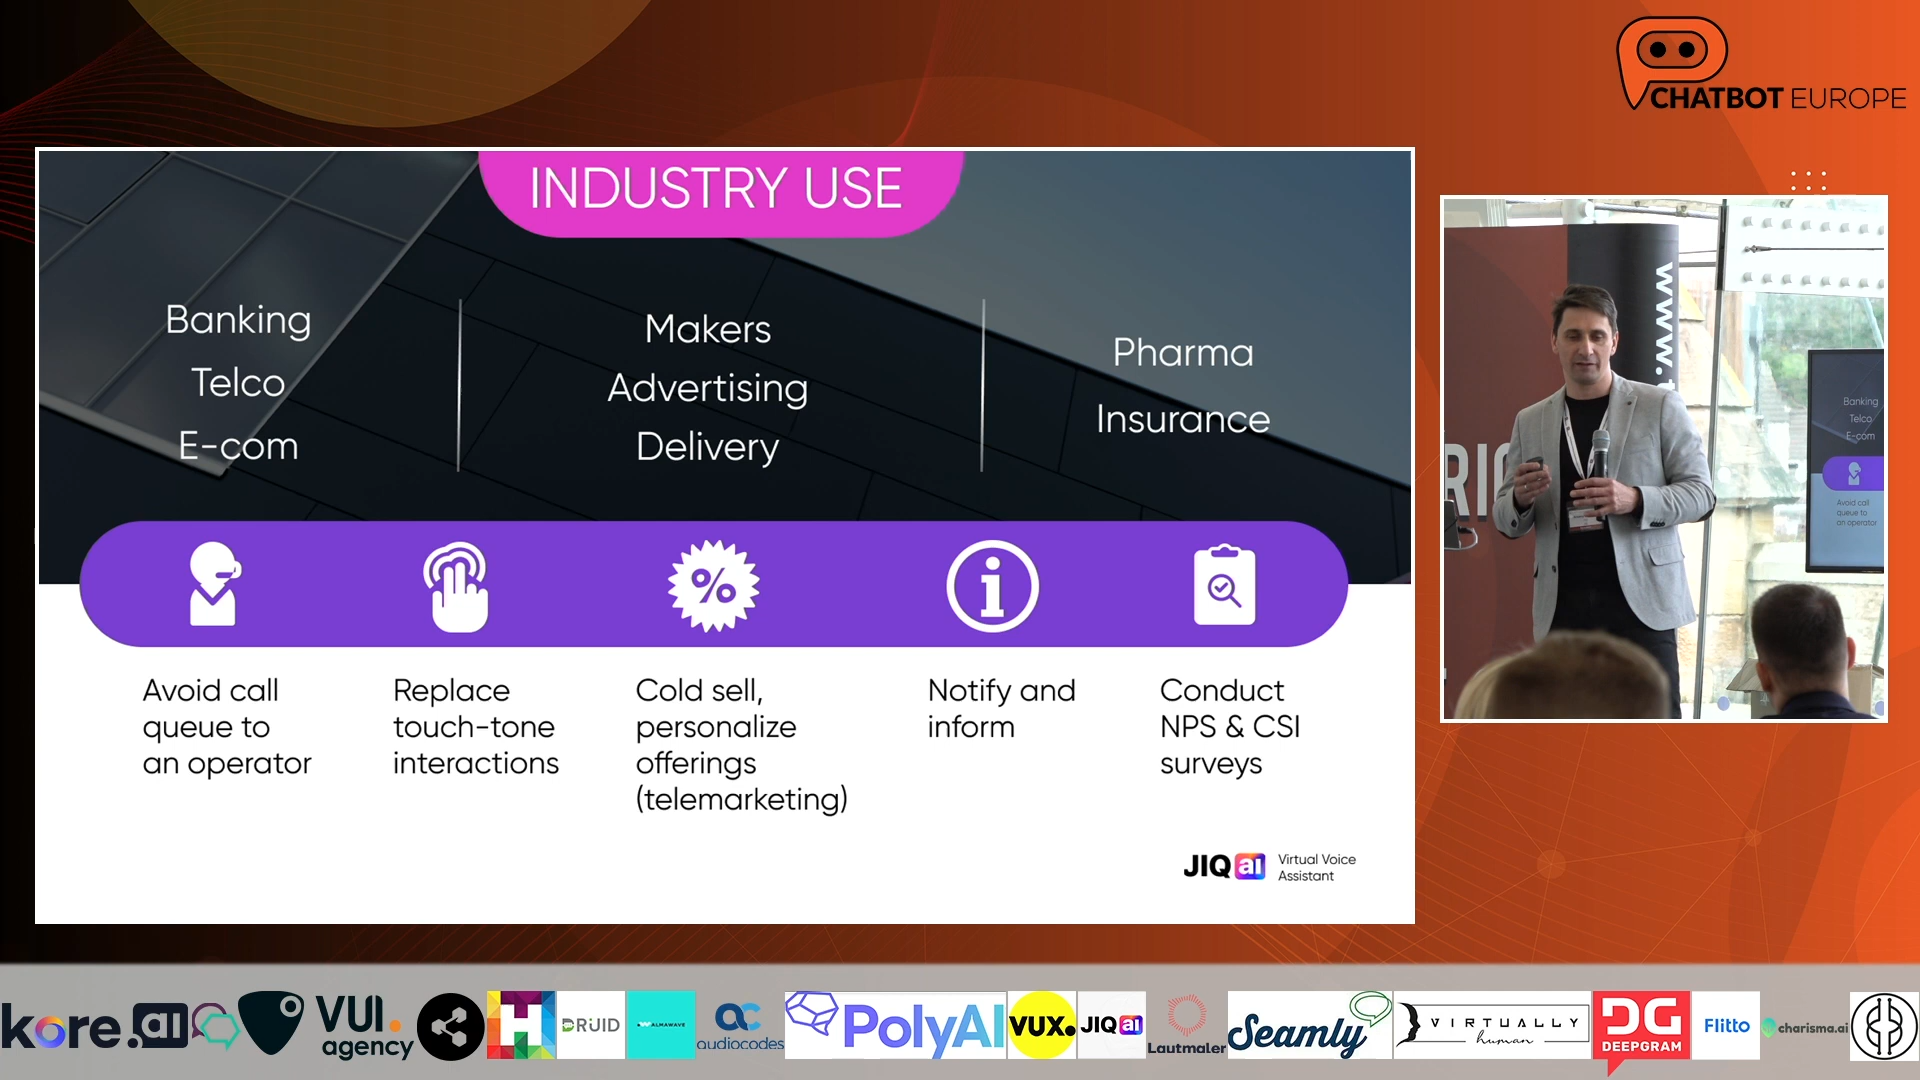 CHATBOT EUROPE
INDUSTRY USE
Banking
Telco
E-com
Makers
Advertising
Delivery
Pharma
Insurance
Avoid call
queue to
an operator
Replace
touch-tone
interactions
Cold sell,
personalize
offerings
(telemarketing)
Notify and
inform
Conduct
NPS & CSI
surveys
JIQ ai Virtual Voice
Assistant
www.
RIC
Banking
Telco
E-com
Avoid call
queue to
an operator
kore.ai
VUI.
agency
H
DRUID
ALMAWAVE
ac
audiocodes
PolyAI
VUX.
JIQ ai
Lautmaler
Seamly
VIRTUALLY
human
DG
DEEPGRAM
Flitto
charisma.ai